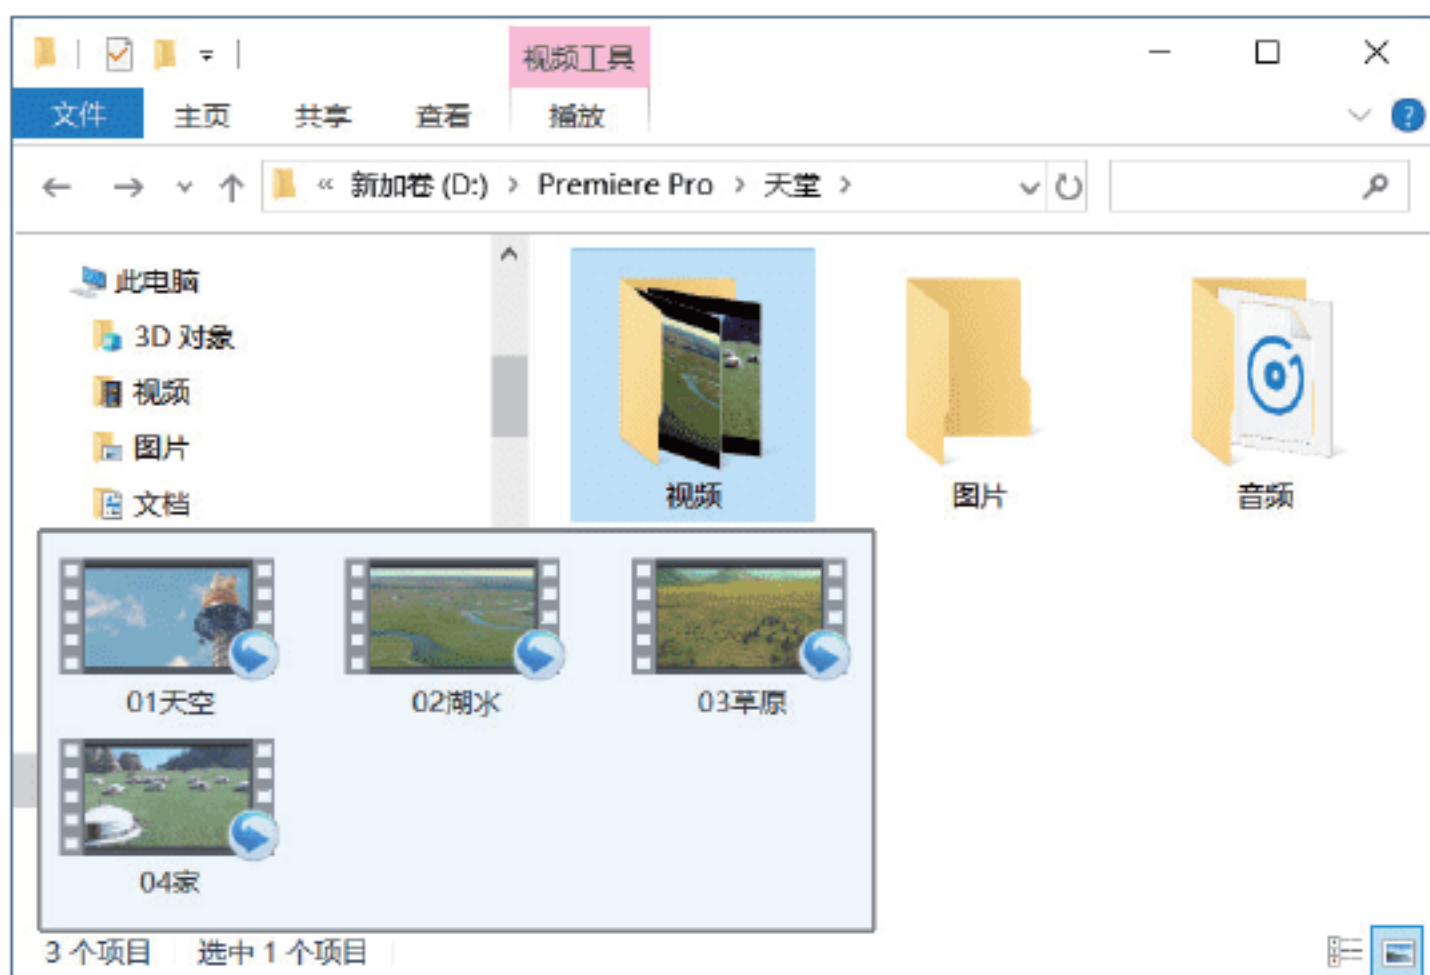 视频工具
文件 主页 共享 查看 播放
« 新加卷 (D:) > Premiere Pro > 天堂 >
此电脑
3D 对象
视频
图片
文档
视频 图片 音频
01天空 02湖水 03草原
04家
3 个项目 选中 1 个项目